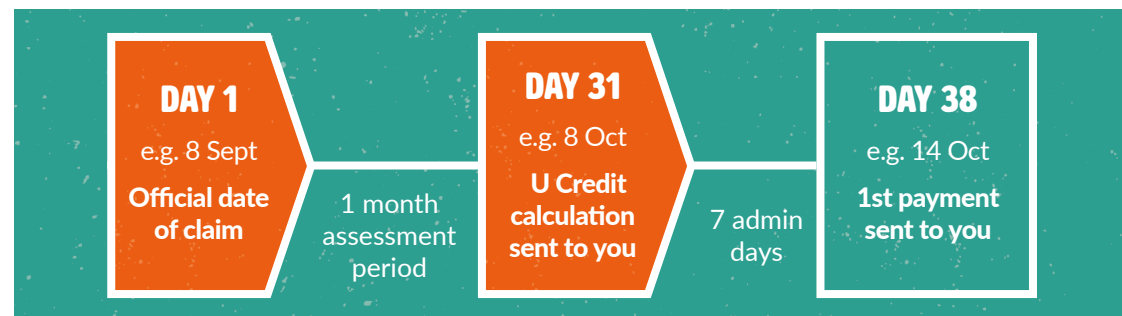 DAY 1
e.g. 8 Sept
Official date
of claim
1 month
assessment
period
DAY 31
e.g. 8 Oct
U Credit
calculation
sent to you
7 admin
days
DAY 38
e.g. 14 Oct
1st payment
sent to you